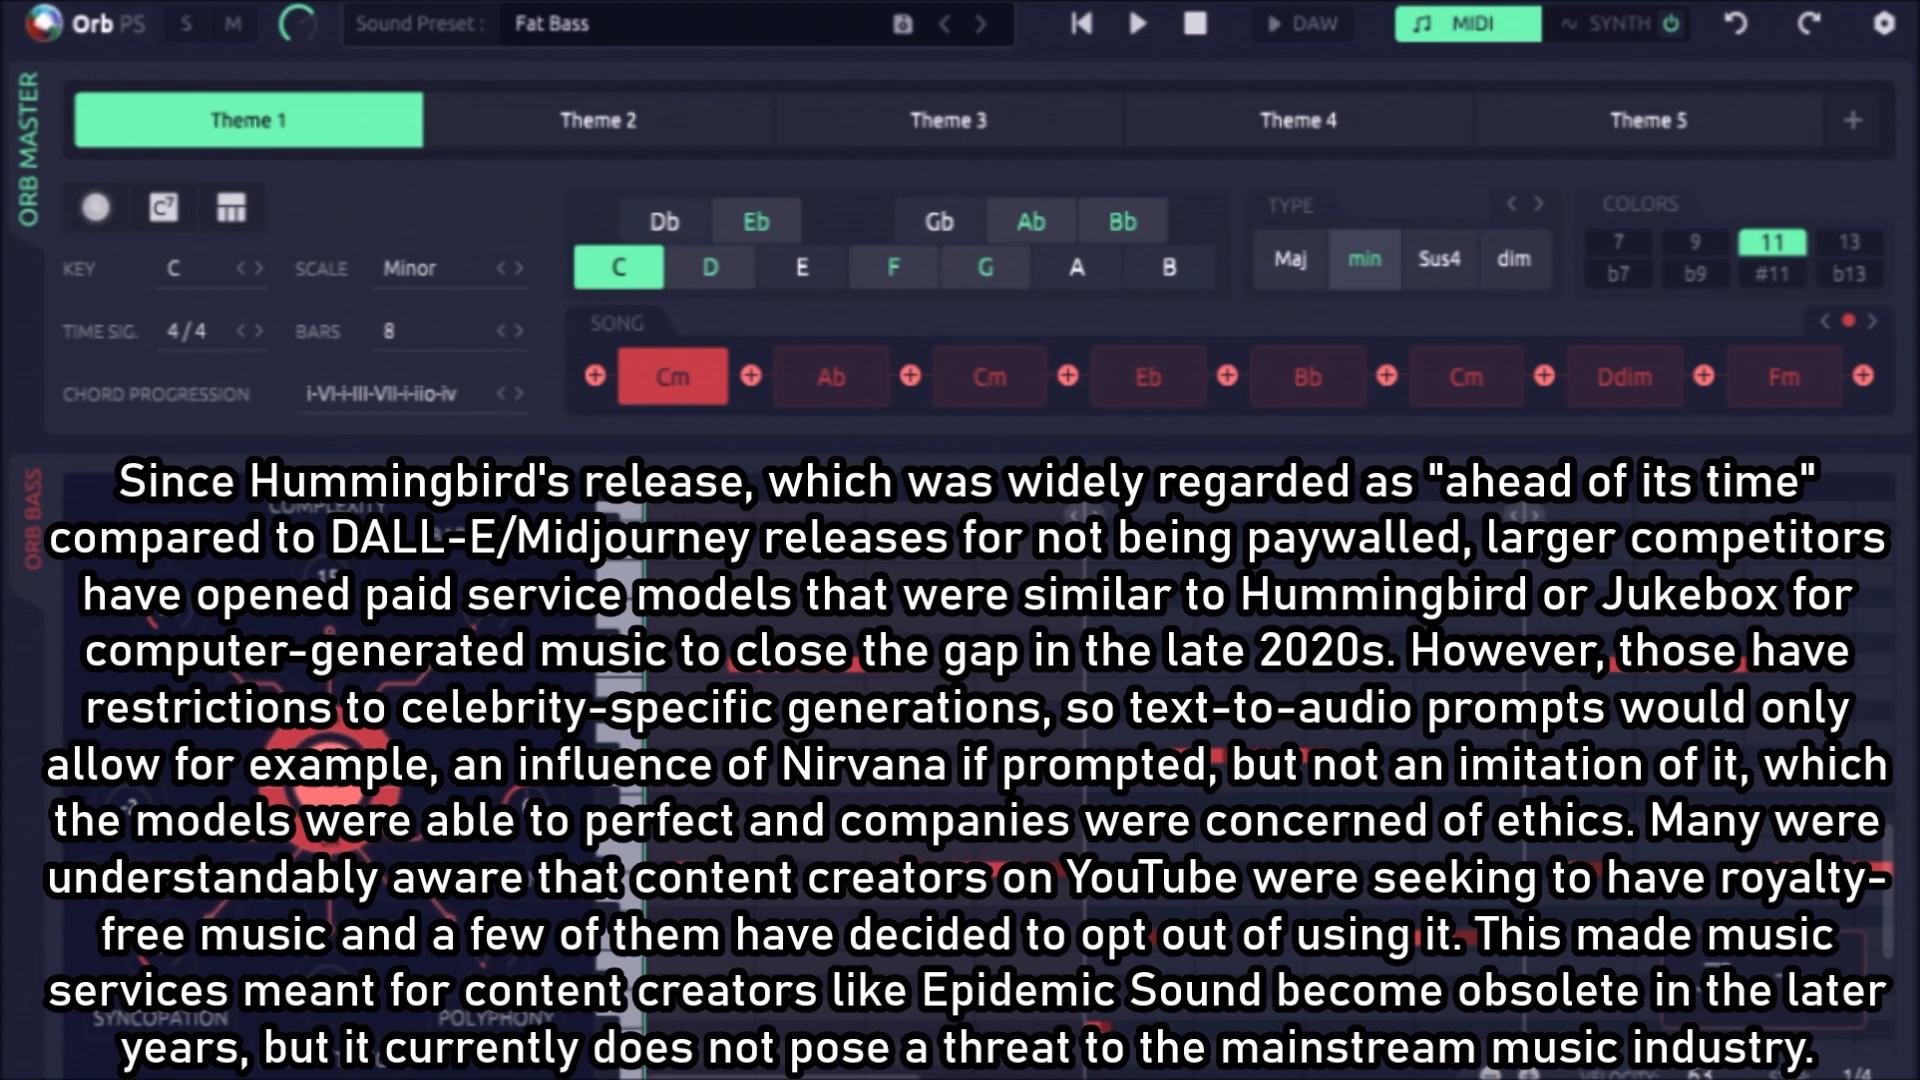 Orb PS S M Sound Preset : Fat Bass DAW MIDI SYNTH
ORB MASTER
Theme 1 Theme 2 Theme 3 Theme 4 Theme 5 +
C7
Db Eb Gb Ab Bb TYPE < > COLORS
7 9 11 13
KEY C < > SCALE Minor < > C D E F G A B Maj min Sus4 dim
b7 b9 #11 b13
TIME SIG. 4/4 < > BARS 8 < > SONG
Cm Ab Cm Eb Bb Cm Ddim Fm
CHORD PROGRESSION i-VI-i-III-VII-i-iio-iv < >
ORB BASS
COMPLEXITY
Since Hummingbird's release, which was widely regarded as "ahead of its time"
compared to DALL-E/Midjourney releases for not being paywalled, larger competitors
have opened paid service models that were similar to Hummingbird or Jukebox for
computer-generated music to close the gap in the late 2020s. However, those have
restrictions to celebrity-specific generations, so text-to-audio prompts would only
allow for example, an influence of Nirvana if prompted, but not an imitation of it, which
the models were able to perfect and companies were concerned of ethics. Many were
understandably aware that content creators on YouTube were seeking to have royalty-
free music and a few of them have decided to opt out of using it. This made music
services meant for content creators like Epidemic Sound become obsolete in the later
SYNCOPATION POLYPHONY
years, but it currently does not pose a threat to the mainstream music industry.
VELOCITY 63 1/4